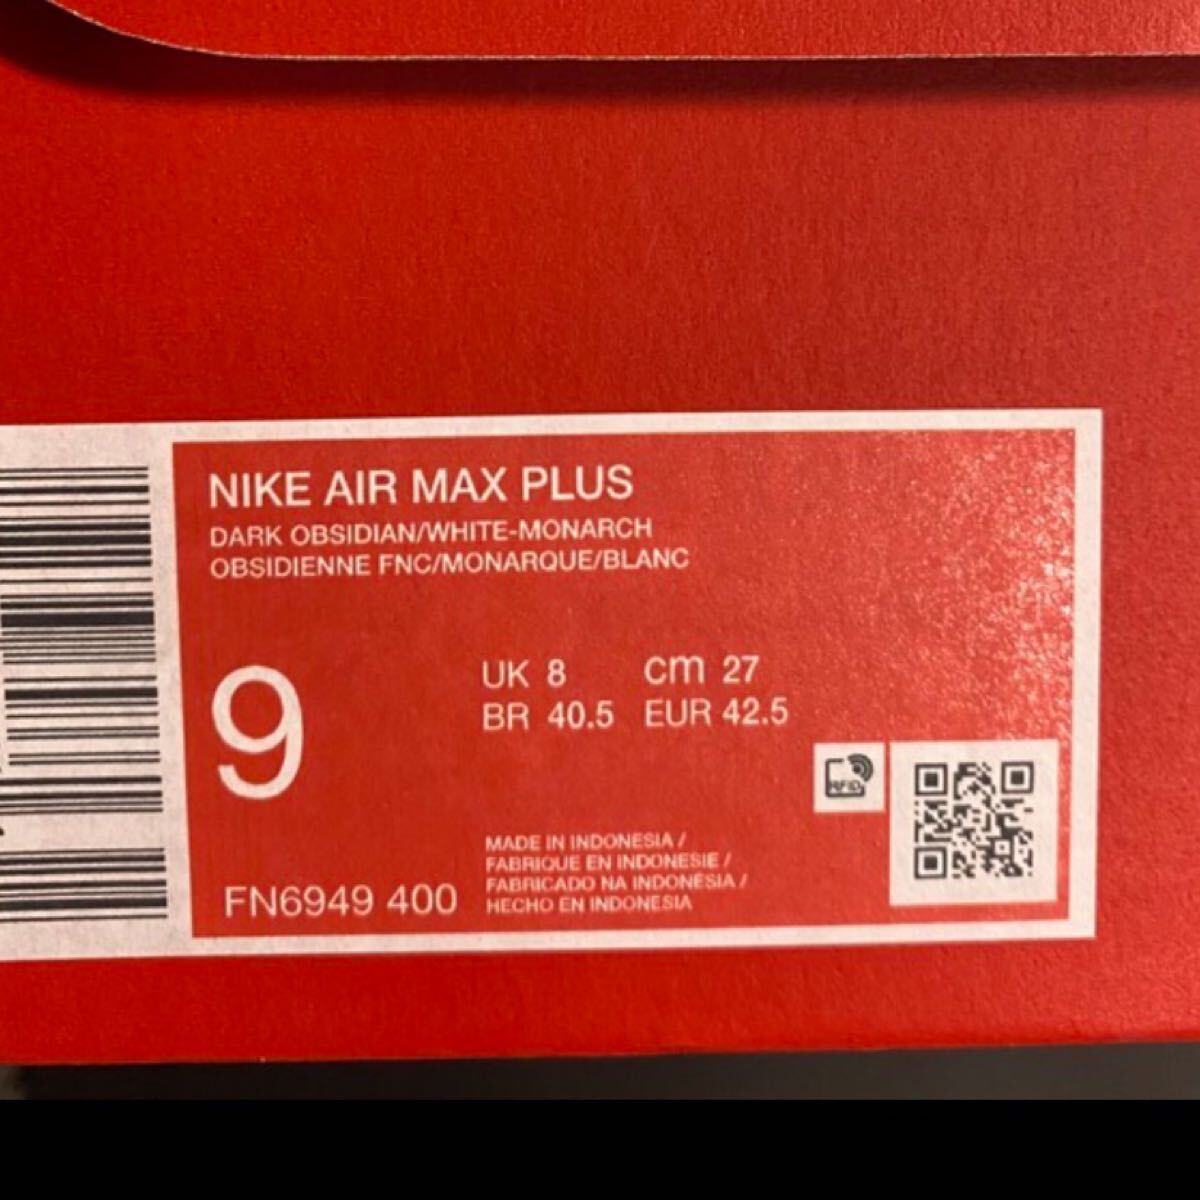 NIKE AIR MAX PLUS
DARK OBSIDIAN/WHITE-MONARCH
OBSIDIENNE FNC/MONARQUE/BLANC
9
UK 8 cm 27
BR 40.5 EUR 42.5
RFID
FN6949 400
MADE IN INDONESIA /
FABRIQUE EN INDONESIE /
FABRICADO NA INDONÉSIA /
HECHO EN INDONESIA